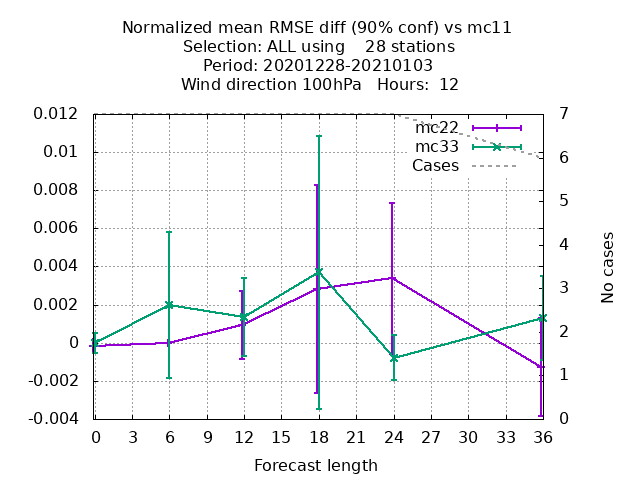 Normalized mean RMSE diff (90% conf) vs mc11
Selection: ALL using    28 stations
Period: 20201228-20210103
Wind direction 100hPa   Hours:  12
mc22
mc33
Cases
0.012
0.01
0.008
0.006
0.004
0.002
0
-0.002
-0.004
7
6
5
4
3
2
1
0
No cases
0 3 6 9 12 15 18 21 24 27 30 33 36
Forecast length